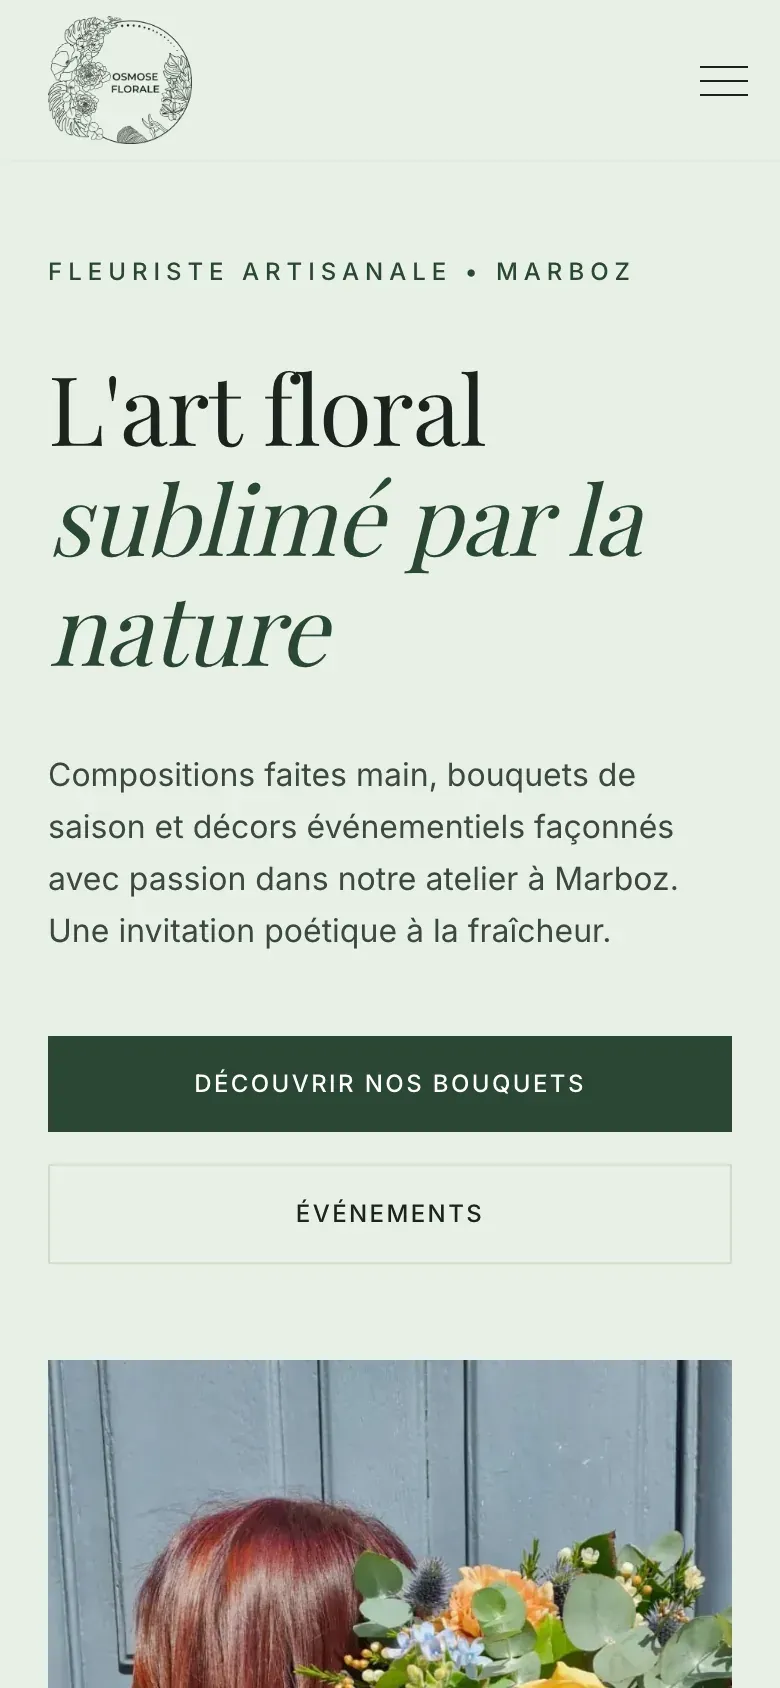 OSMOSE
FLORALE
FLEURISTE ARTISANALE • MARBOZ
L'art floral
sublimé par la
nature
Compositions faites main, bouquets de
saison et décors événementiels façonnés
avec passion dans notre atelier à Marboz.
Une invitation poétique à la fraîcheur.
DÉCOUVRIR NOS BOUQUETS
ÉVÉNEMENTS